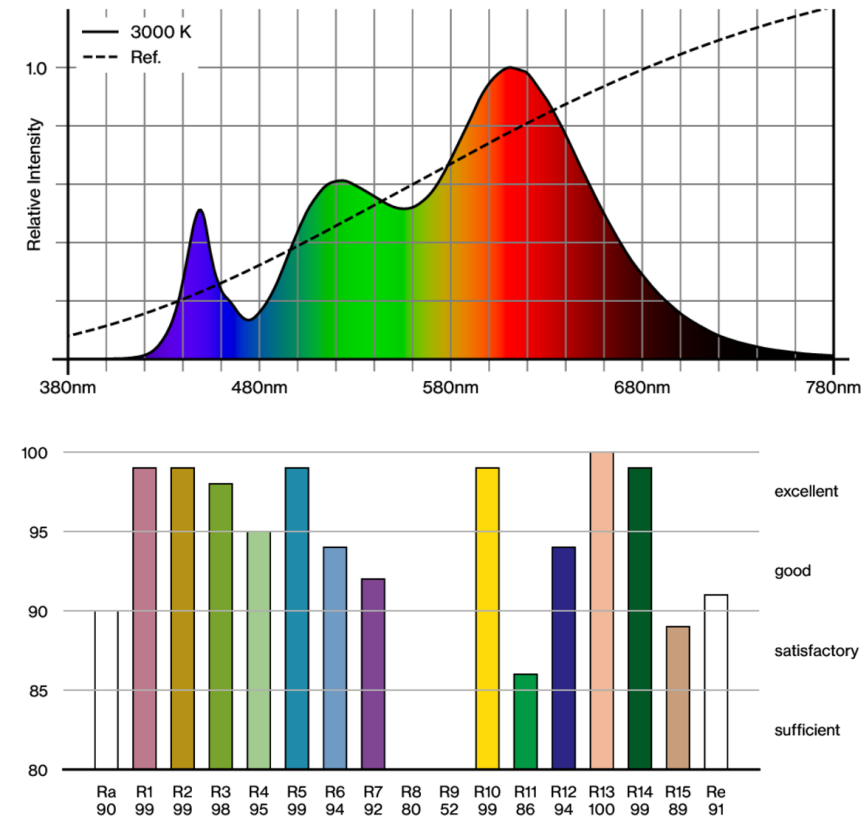 3000 K
Ref.
1.0
Relative Intensity
380nm 480nm 580nm 680nm 780nm
100
excellent
95
good
90
satisfactory
85
sufficient
80
Ra R1 R2 R3 R4 R5 R6 R7 R8 R9 R10 R11 R12 R13 R14 R15 Re
90 99 99 98 95 99 94 92 80 52 99 86 94 100 99 89 91